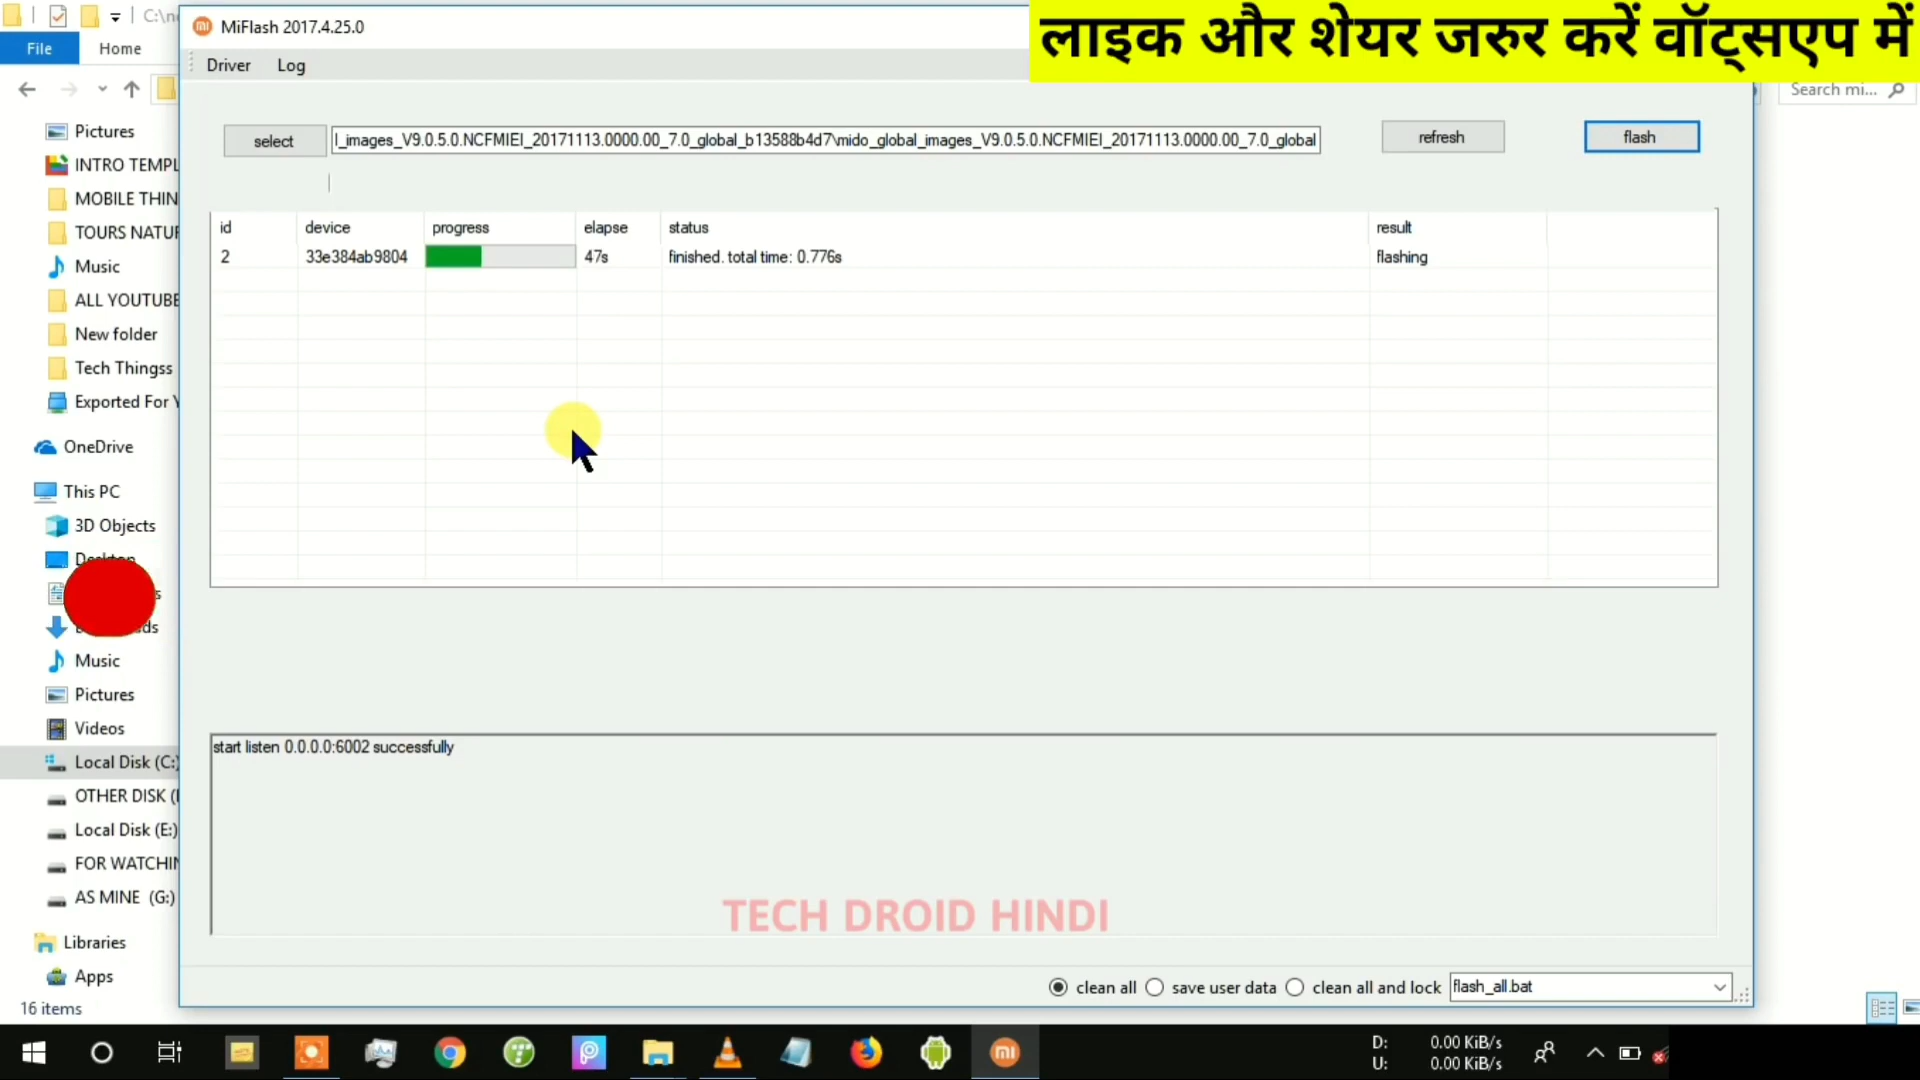 C:\n
MiFlash 2017.4.25.0
लाइक और शेयर जरुर करें वॉट्सएप में
File
Home
Driver
Log
Search mi...
select
l_images_V9.0.5.0.NCFMIEI_20171113.0000.00_7.0_global_b13588b4d7\mido_global_images_V9.0.5.0.NCFMIEI_20171113.0000.00_7.0_global
refresh
flash
id
device
progress
elapse
status
result
2
33e384ab9804
47s
finished. total time: 0.776s
flashing
Pictures
INTRO TEMPL
MOBILE THIN
TOURS NATUR
Music
ALL YOUTUBE
New folder
Tech Thingss
Exported For Y
OneDrive
This PC
3D Objects
Desktop
Music
Pictures
Videos
Local Disk (C:)
OTHER DISK (
Local Disk (E:)
FOR WATCHIN
AS MINE (G:)
Libraries
Apps
16 items
start listen 0.0.0.0:6002 successfully
TECH DROID HINDI
clean all
save user data
clean all and lock
flash_all.bat
D: 0.00 KiB/s
U: 0.00 KiB/s